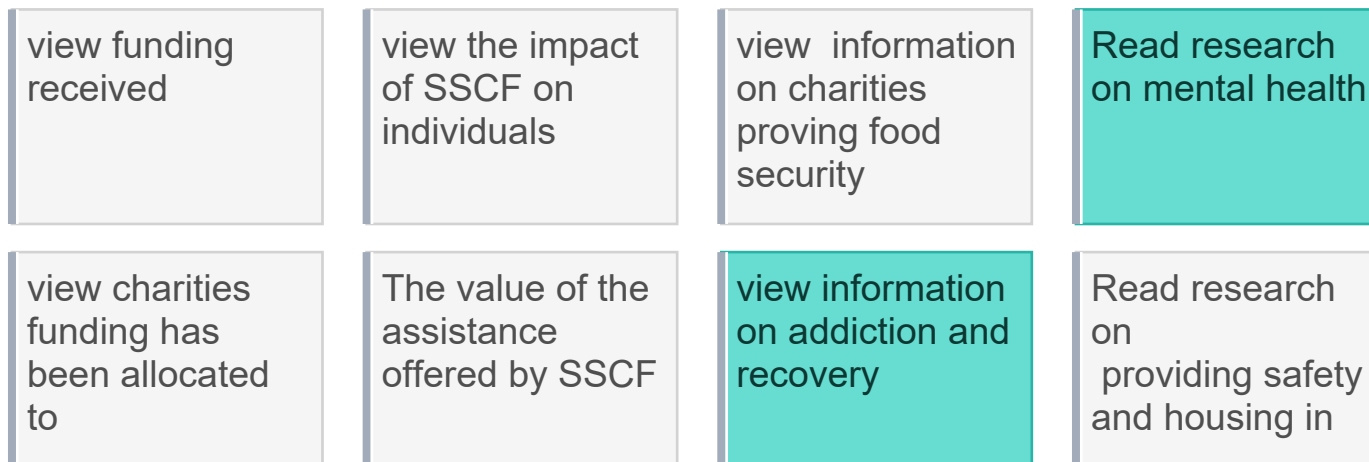 view funding
received
view the impact
of SSCF on
individuals
view  information
on charities
proving food
security
Read research
on mental health
view charities
funding has
been allocated
to
The value of the
assistance
offered by SSCF
view information
on addiction and
recovery
Read research
on
 providing safety
and housing in